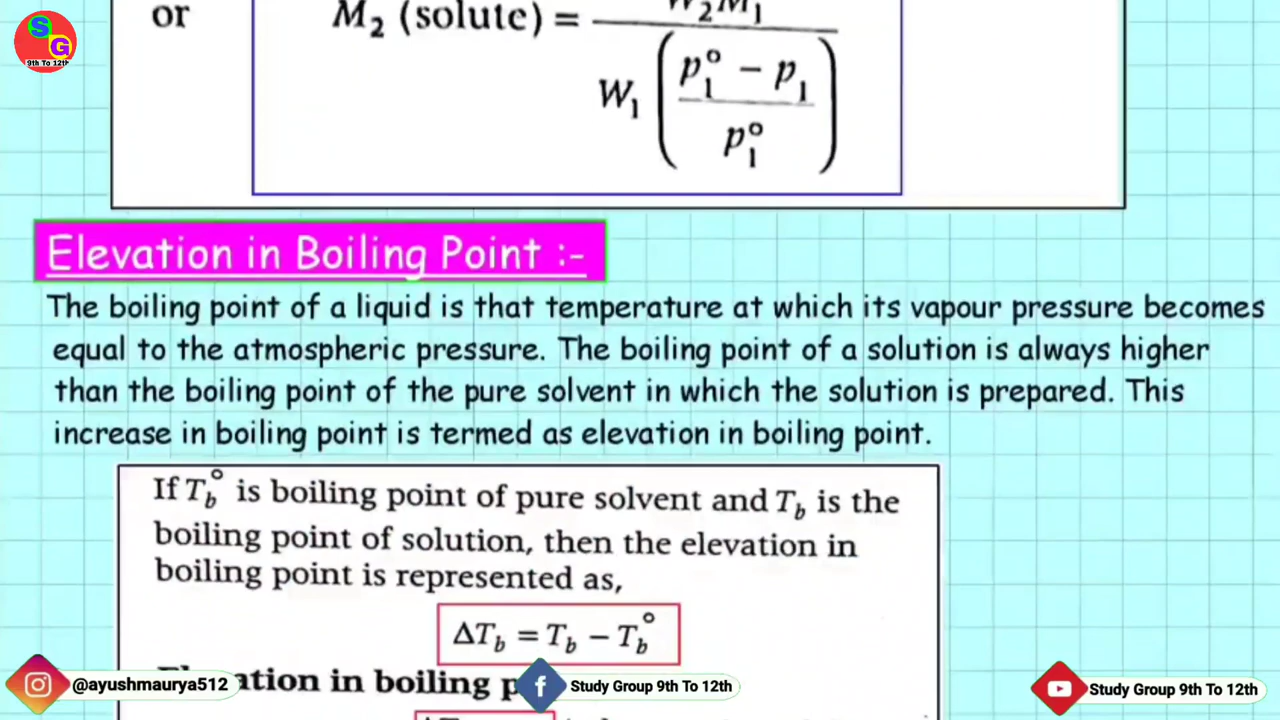 or
M₂ (solute) = W₂M₁ / W₁ ((p₁° − p₁) / p₁°)
S
G
9th To 12th
Elevation in Boiling Point :-
The boiling point of a liquid is that temperature at which its vapour pressure becomes
equal to the atmospheric pressure. The boiling point of a solution is always higher
than the boiling point of the pure solvent in which the solution is prepared. This
increase in boiling point is termed as elevation in boiling point.
If T_b° is boiling point of pure solvent and T_b is the
boiling point of solution, then the elevation in
boiling point is represented as,
ΔT_b = T_b − T_b°
in boiling
@ayushmaurya512
Study Group 9th To 12th
Study Group 9th To 12th